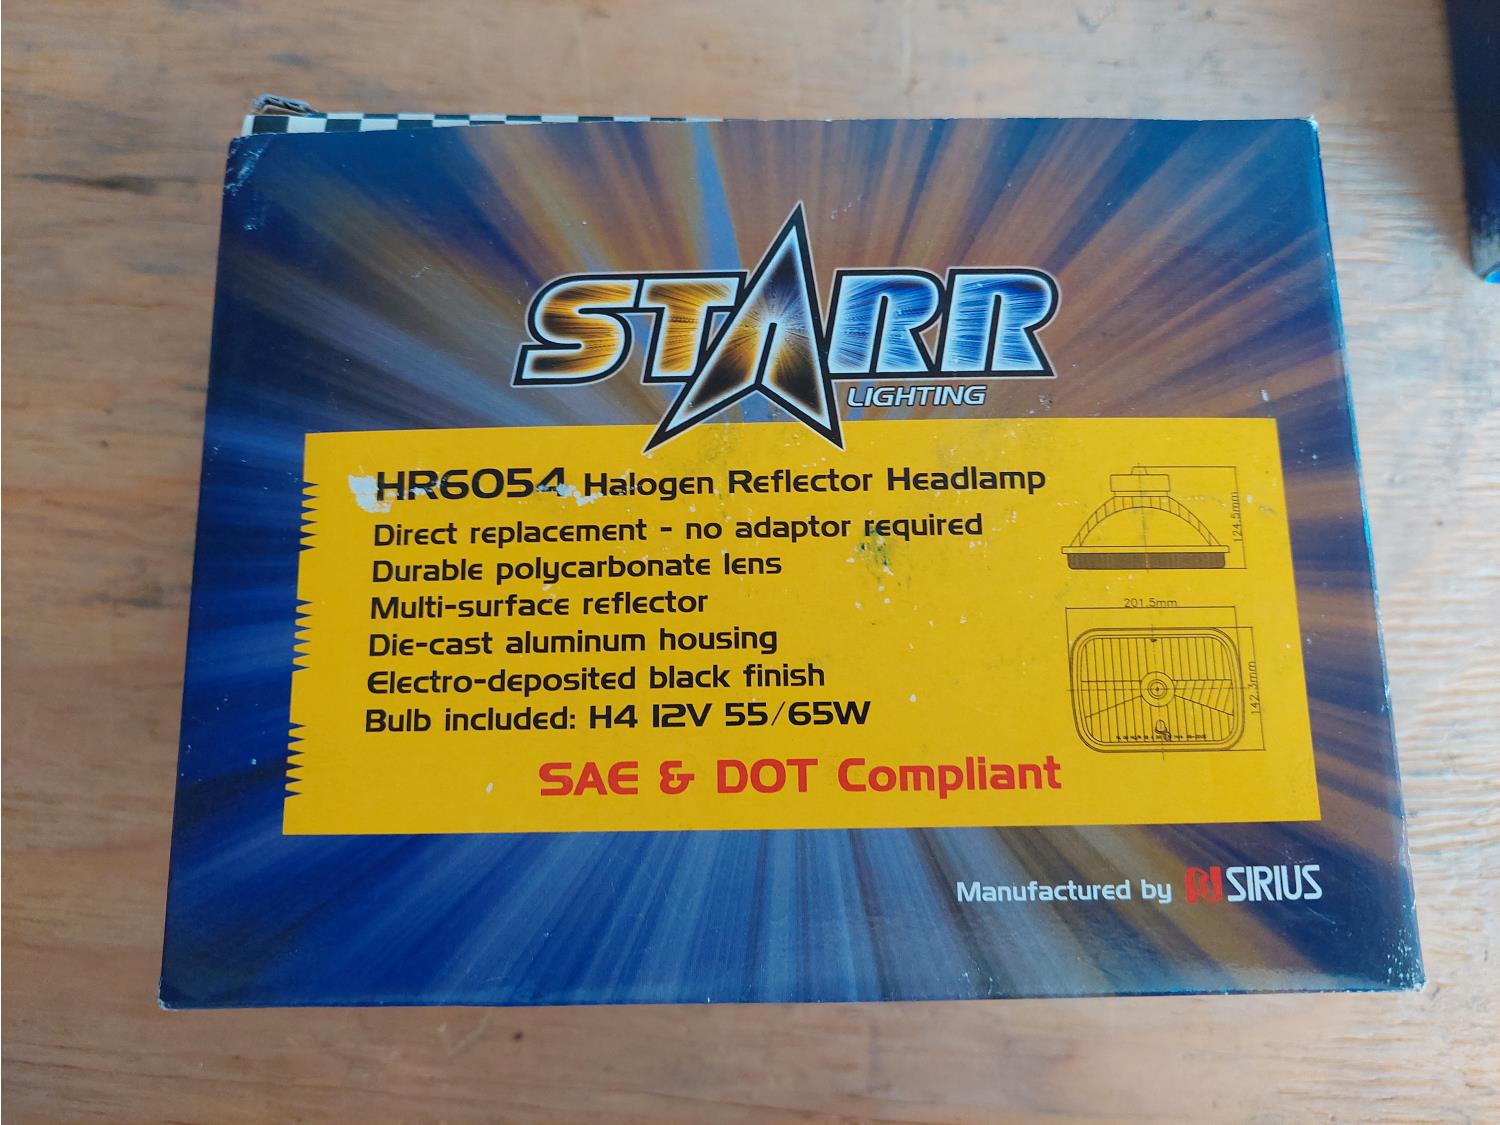 STARR
LIGHTING
HR6054 Halogen Reflector Headlamp
Direct replacement - no adaptor required
Durable polycarbonate lens
Multi-surface reflector
Die-cast aluminum housing
Electro-deposited black finish
Bulb included: H4 12V 55/65W
SAE & DOT Compliant
124.5mm
201.5mm
142.3mm
Manufactured by SIRIUS